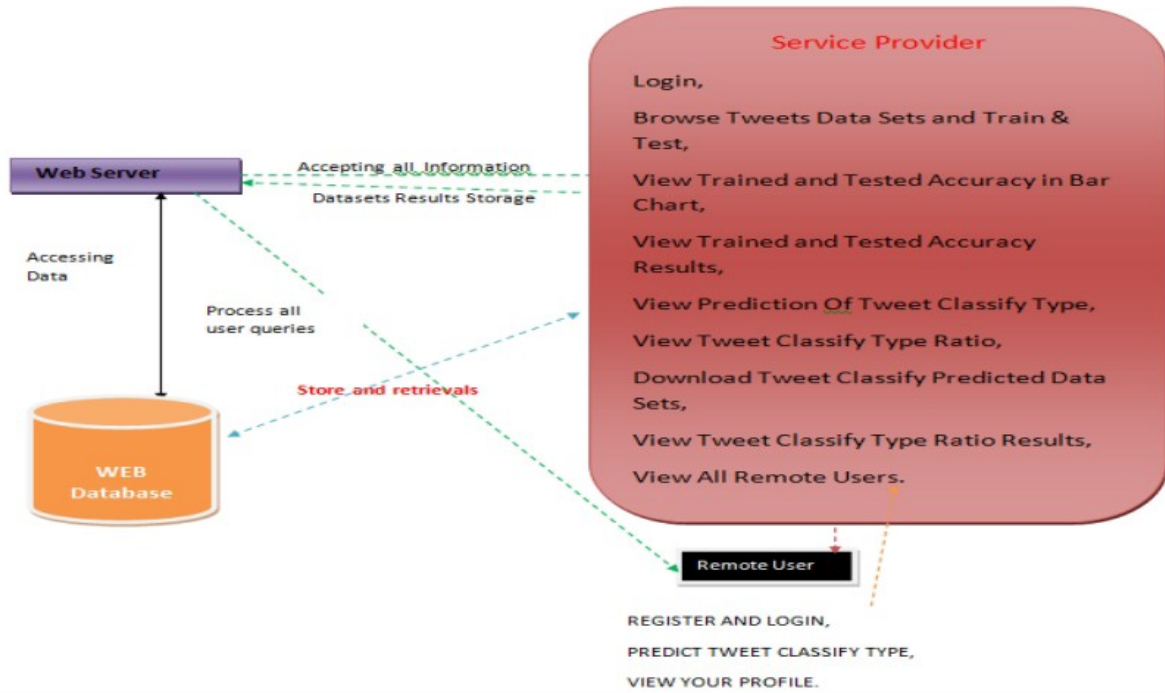 Service Provider
Login,
Browse Tweets Data Sets and Train &
Test,
View Trained and Tested Accuracy in Bar
Chart,
View Trained and Tested Accuracy
Results,
View Prediction Of Tweet Classify Type,
View Tweet Classify Type Ratio,
Download Tweet Classify Predicted Data
Sets,
View Tweet Classify Type Ratio Results,
View All Remote Users.
Web Server
Accepting all Information
Datasets Results Storage
Accessing
Data
Process all
user queries
Store and retrievals
WEB
Database
Remote User
REGISTER AND LOGIN,
PREDICT TWEET CLASSIFY TYPE,
VIEW YOUR PROFILE.